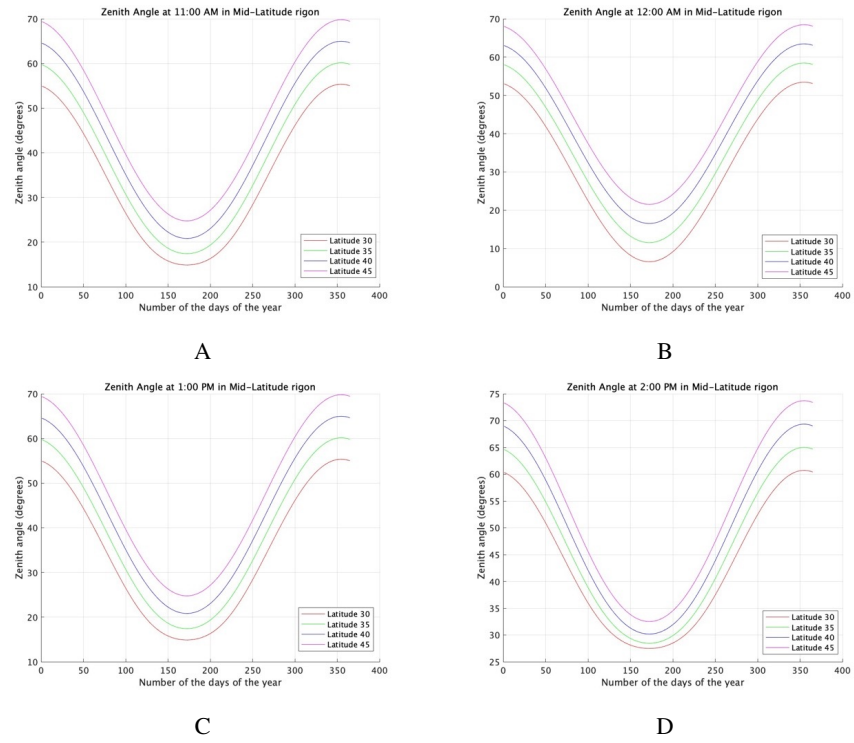 Zenith Angle at 11:00 AM in Mid-Latitude rigon
Zenith angle (degrees)
70
60
50
40
30
20
10
0 50 100 150 200 250 300 350 400
Number of the days of the year
Latitude 30
Latitude 35
Latitude 40
Latitude 45
A
Zenith Angle at 12:00 AM in Mid-Latitude rigon
Zenith angle (degrees)
70
60
50
40
30
20
10
0
0 50 100 150 200 250 300 350 400
Number of the days of the year
Latitude 30
Latitude 35
Latitude 40
Latitude 45
B
Zenith Angle at 1:00 PM in Mid-Latitude rigon
Zenith angle (degrees)
70
60
50
40
30
20
10
0 50 100 150 200 250 300 350 400
Number of the days of the year
Latitude 30
Latitude 35
Latitude 40
Latitude 45
C
Zenith Angle at 2:00 PM in Mid-Latitude rigon
Zenith angle (degrees)
75
70
65
60
55
50
45
40
35
30
25
0 50 100 150 200 250 300 350 400
Number of the days of the year
Latitude 30
Latitude 35
Latitude 40
Latitude 45
D